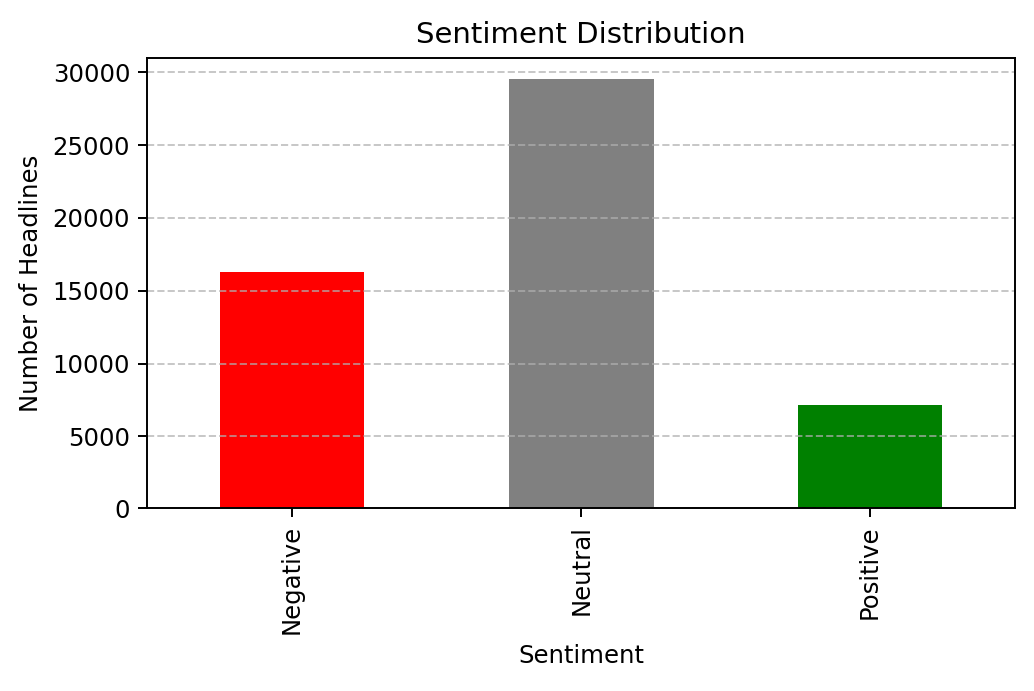 Sentiment Distribution
Number of Headlines
30000
25000
20000
15000
10000
5000
0
Negative
Neutral
Positive
Sentiment